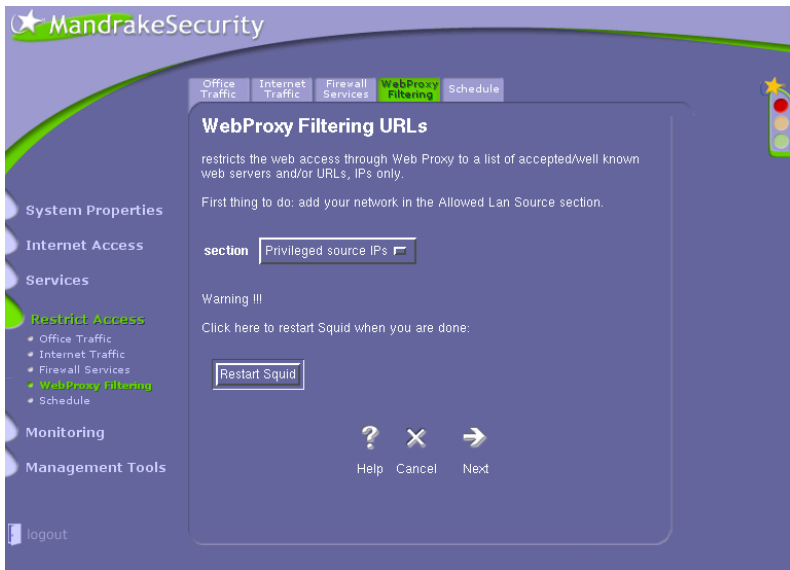 MandrakeSecurity
Office Traffic
Internet Traffic
Firewall Services
WebProxy Filtering
Schedule
WebProxy Filtering URLs
restricts the web access through Web Proxy to a list of accepted/well known
web servers and/or URLs, IPs only.
First thing to do: add your network in the Allowed Lan Source section.
section Privileged source IPs
Warning !!!
Click here to restart Squid when you are done:
Restart Squid
Help Cancel Next
System Properties
Internet Access
Services
Restrict Access
Office Traffic
Internet Traffic
Firewall Services
WebProxy Filtering
Schedule
Monitoring
Management Tools
logout